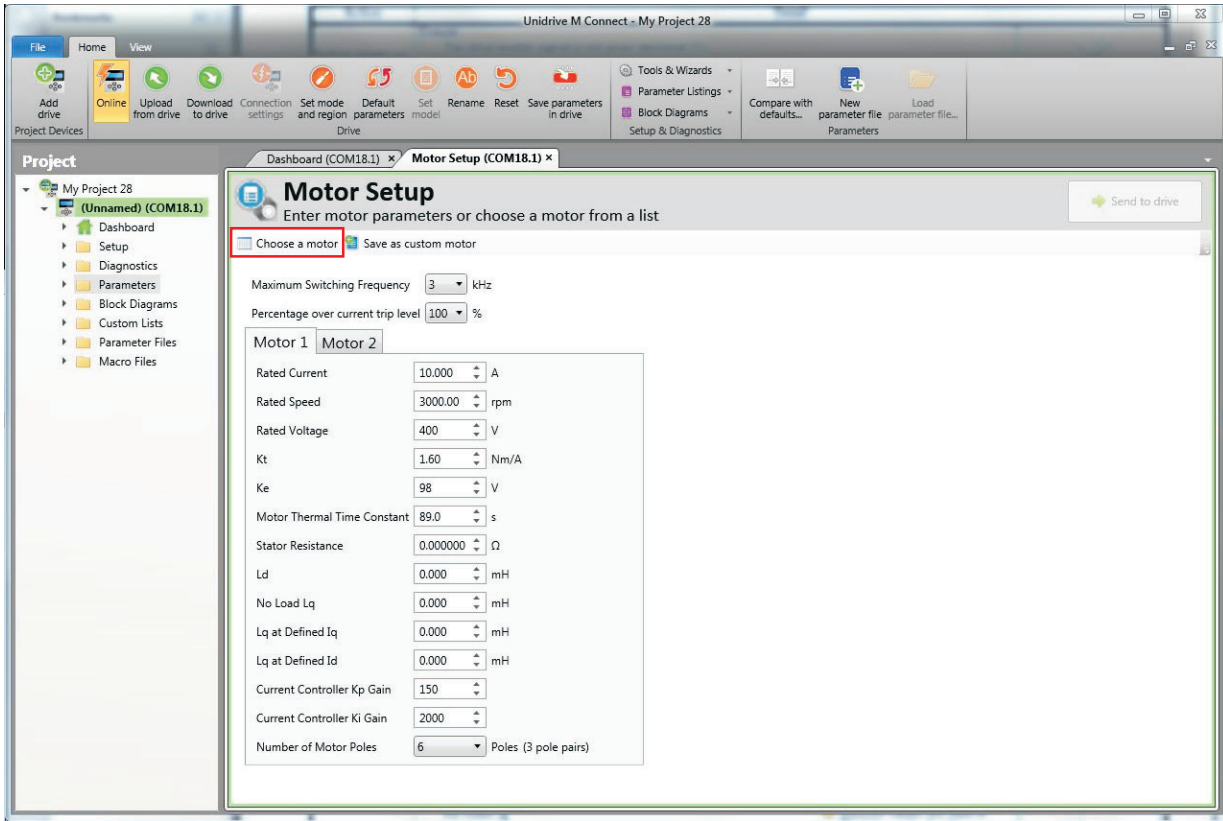 Unidrive M Connect - My Project 28
File Home View
Add drive
Project Devices
Online
Upload from drive
Download to drive
Connection settings
Set mode and region
Default parameters
Set model
Rename
Reset
Save parameters in drive
Drive
Tools & Wizards
Parameter Listings
Block Diagrams
Setup & Diagnostics
Compare with defaults...
New parameter file
Load parameter file...
Parameters
Project
My Project 28
(Unnamed) (COM18.1)
Dashboard
Setup
Diagnostics
Parameters
Block Diagrams
Custom Lists
Parameter Files
Macro Files
Dashboard (COM18.1) × Motor Setup (COM18.1) ×
Motor Setup
Enter motor parameters or choose a motor from a list
Send to drive
Choose a motor Save as custom motor
Maximum Switching Frequency 3 kHz
Percentage over current trip level 100 %
Motor 1 Motor 2
Rated Current 10.000 A
Rated Speed 3000.00 rpm
Rated Voltage 400 V
Kt 1.60 Nm/A
Ke 98 V
Motor Thermal Time Constant 89.0 s
Stator Resistance 0.000000 Ω
Ld 0.000 mH
No Load Lq 0.000 mH
Lq at Defined Iq 0.000 mH
Lq at Defined Id 0.000 mH
Current Controller Kp Gain 150
Current Controller Ki Gain 2000
Number of Motor Poles 6 Poles (3 pole pairs)